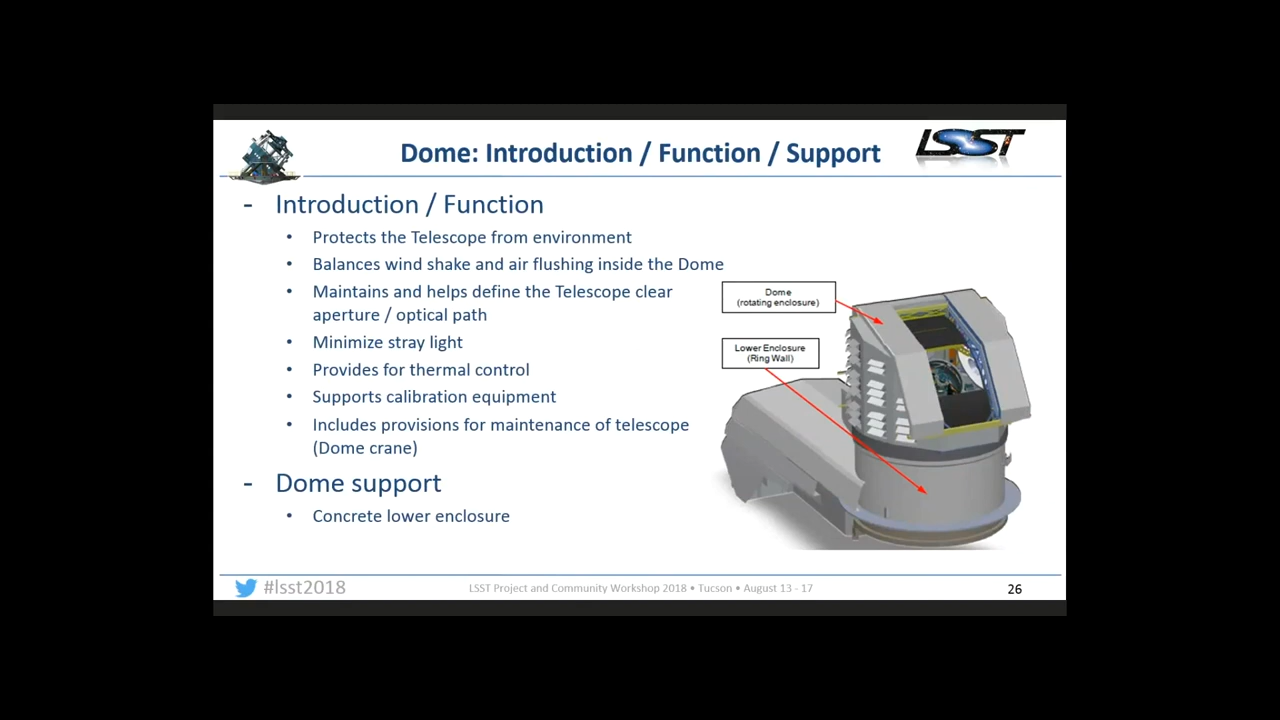 Dome: Introduction / Function / Support
LSST
- Introduction / Function
• Protects the Telescope from environment
• Balances wind shake and air flushing inside the Dome
• Maintains and helps define the Telescope clear
aperture / optical path
• Minimize stray light
• Provides for thermal control
• Supports calibration equipment
• Includes provisions for maintenance of telescope
(Dome crane)
- Dome support
• Concrete lower enclosure
Dome
(rotating enclosure)
Lower Enclosure
(Ring Wall)
#lsst2018
LSST Project and Community Workshop 2018 • Tucson • August 13 - 17
26